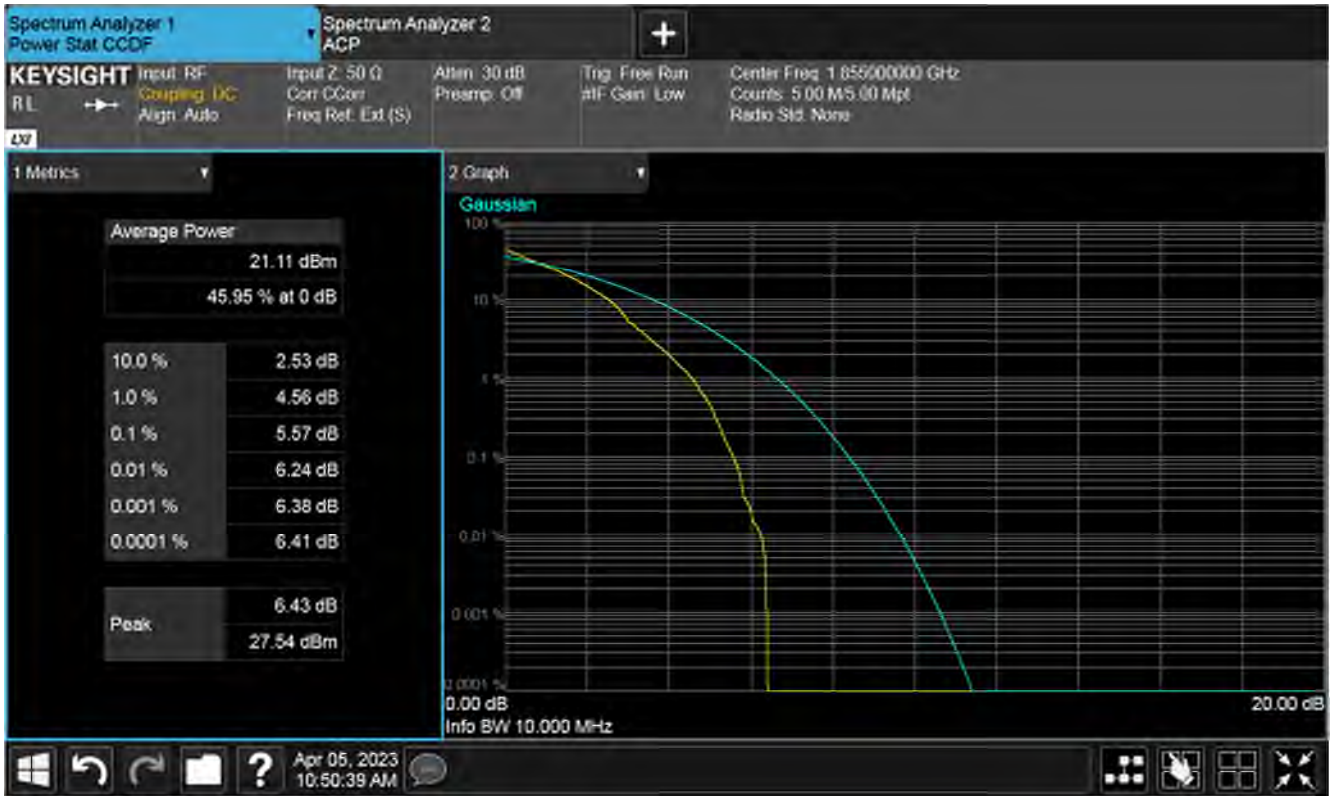 Spectrum Analyzer 1
Power Stat CCDF
Spectrum Analyzer 2
ACP
+
KEYSIGHT
R L
LXI
Input: RF
Coupling: DC
Align: Auto
Input Z: 50 Ω
Corr CCorr
Freq Ref: Ext (S)
Atten: 30 dB
Preamp: Off
Trig: Free Run
#IF Gain: Low
Center Freq: 1.855000000 GHz
Counts: 5.00 M/5.00 Mpt
Radio Std: None
1 Metrics
Average Power
21.11 dBm
45.95 % at 0 dB
10.0 % 2.53 dB
1.0 % 4.56 dB
0.1 % 5.57 dB
0.01 % 6.24 dB
0.001 % 6.38 dB
0.0001 % 6.41 dB
Peak
6.43 dB
27.54 dBm
2 Graph
Gaussian
100 %
10 %
1 %
0.1 %
0.01 %
0.001 %
0.0001 %
0.00 dB 20.00 dB
Info BW 10.000 MHz
?
Apr 05, 2023
10:50:39 AM